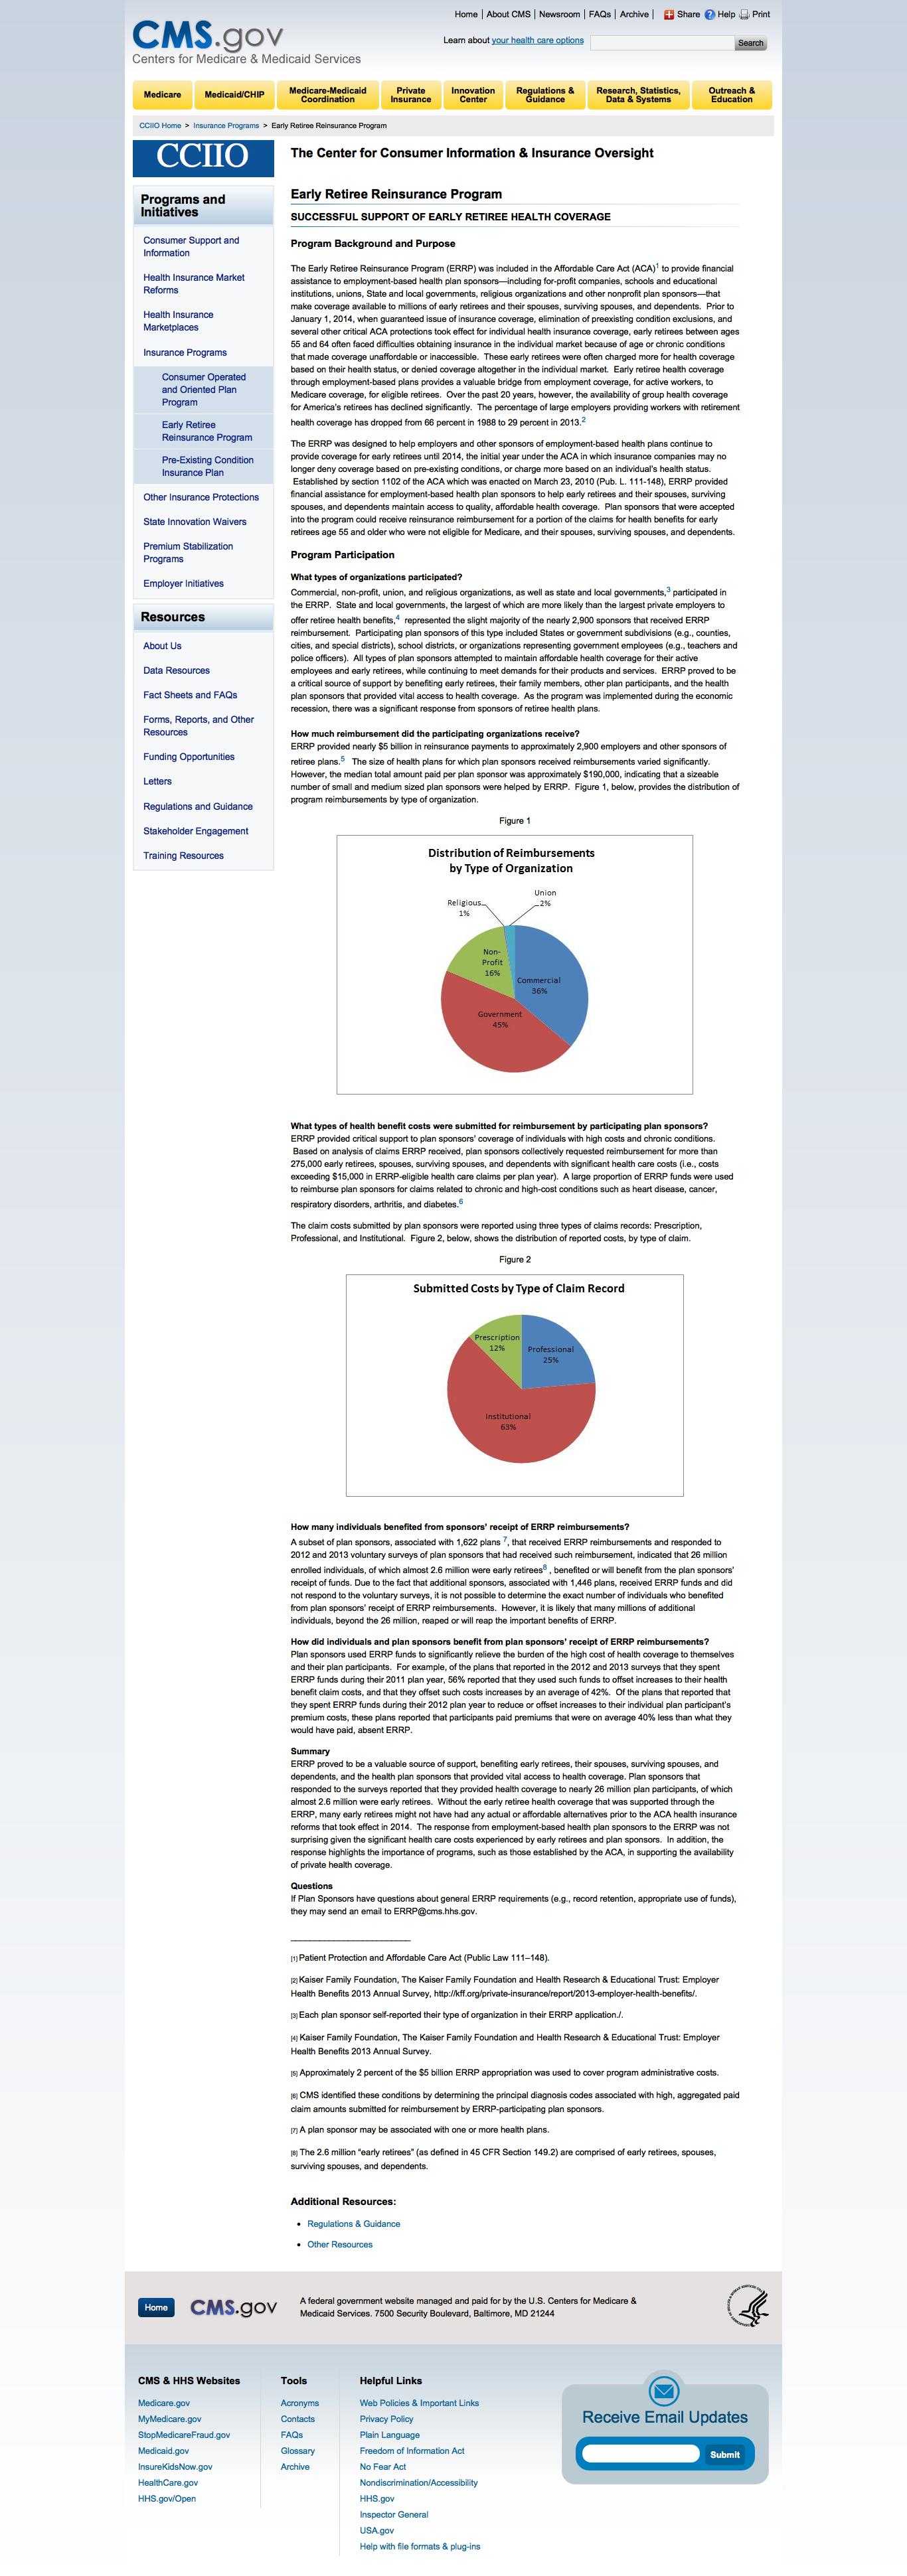 Home | About CMS | Newsroom | FAQs | Archive | Share Help Print
CMS.gov
Centers for Medicare & Medicaid Services
Learn about your health care options
Search
Medicare
Medicaid/CHIP
Medicare-Medicaid
Coordination
Private
Insurance
Innovation
Center
Regulations &
Guidance
Research, Statistics,
Data & Systems
Outreach &
Education
CCIIO Home > Insurance Programs > Early Retiree Reinsurance Program
CCIIO
Programs and
Initiatives
Consumer Support and
Information
Health Insurance Market
Reforms
Health Insurance
Marketplaces
Insurance Programs
Consumer Operated
and Oriented Plan
Program
Early Retiree
Reinsurance Program
Pre-Existing Condition
Insurance Plan
Other Insurance Protections
State Innovation Waivers
Premium Stabilization
Programs
Employer Initiatives
Resources
About Us
Data Resources
Fact Sheets and FAQs
Forms, Reports, and Other
Resources
Funding Opportunities
Letters
Regulations and Guidance
Stakeholder Engagement
Training Resources
The Center for Consumer Information & Insurance Oversight
Early Retiree Reinsurance Program
SUCCESSFUL SUPPORT OF EARLY RETIREE HEALTH COVERAGE
Program Background and Purpose
The Early Retiree Reinsurance Program (ERRP) was included in the Affordable Care Act (ACA)1 to provide financial
assistance to employment-based health plan sponsors—including for-profit companies, schools and educational
institutions, unions, State and local governments, religious organizations and other nonprofit plan sponsors—that
make coverage available to millions of early retirees and their spouses, surviving spouses, and dependents. Prior to
January 1, 2014, when guaranteed issue of insurance coverage, elimination of preexisting condition exclusions, and
several other critical ACA protections took effect for individual health insurance coverage, early retirees between ages
55 and 64 often faced difficulties obtaining insurance in the individual market because of age or chronic conditions
that made coverage unaffordable or inaccessible. These early retirees were often charged more for health coverage
based on their health status, or denied coverage altogether in the individual market. Early retiree health coverage
through employment-based plans provides a valuable bridge from employment coverage, for active workers, to
Medicare coverage, for eligible retirees. Over the past 20 years, however, the availability of group health coverage
for America's retirees has declined significantly. The percentage of large employers providing workers with retirement
health coverage has dropped from 66 percent in 1988 to 29 percent in 2013.2
The ERRP was designed to help employers and other sponsors of employment-based health plans continue to
provide coverage for early retirees until 2014, the initial year under the ACA in which insurance companies may no
longer deny coverage based on pre-existing conditions, or charge more based on an individual's health status.
Established by section 1102 of the ACA which was enacted on March 23, 2010 (Pub. L. 111-148), ERRP provided
financial assistance for employment-based health plan sponsors to help early retirees and their spouses, surviving
spouses, and dependents maintain access to quality, affordable health coverage. Plan sponsors that were accepted
into the program could receive reinsurance reimbursement for a portion of the claims for health benefits for early
retirees age 55 and older who were not eligible for Medicare, and their spouses, surviving spouses, and dependents.
Program Participation
What types of organizations participated?
Commercial, non-profit, union, and religious organizations, as well as state and local governments,3 participated in
the ERRP. State and local governments, the largest of which are more likely than the largest private employers to
offer retiree health benefits,4 represented the slight majority of the nearly 2,900 sponsors that received ERRP
reimbursement. Participating plan sponsors of this type included States or government subdivisions (e.g., counties,
cities, and special districts), school districts, or organizations representing government employees (e.g., teachers and
police officers). All types of plan sponsors attempted to maintain affordable health coverage for their active
employees and early retirees, while continuing to meet demands for their products and services. ERRP proved to be
a critical source of support by benefiting early retirees, their family members, other plan participants, and the health
plan sponsors that provided vital access to health coverage. As the program was implemented during the economic
recession, there was a significant response from sponsors of retiree health plans.
How much reimbursement did the participating organizations receive?
ERRP provided nearly $5 billion in reinsurance payments to approximately 2,900 employers and other sponsors of
retiree plans.5 The size of health plans for which plan sponsors received reimbursements varied significantly.
However, the median total amount paid per plan sponsor was approximately $190,000, indicating that a sizeable
number of small and medium sized plan sponsors were helped by ERRP. Figure 1, below, provides the distribution of
program reimbursements by type of organization.
Figure 1
Distribution of Reimbursements
by Type of Organization
Union
2%
Religious
1%
Non-
Profit
16%
Commercial
36%
Government
45%
What types of health benefit costs were submitted for reimbursement by participating plan sponsors?
ERRP provided critical support to plan sponsors' coverage of individuals with high costs and chronic conditions.
Based on analysis of claims ERRP received, plan sponsors collectively requested reimbursement for more than
275,000 early retirees, spouses, surviving spouses, and dependents with significant health care costs (i.e., costs
exceeding $15,000 in ERRP-eligible health care claims per plan year). A large proportion of ERRP funds were used
to reimburse plan sponsors for claims related to chronic and high-cost conditions such as heart disease, cancer,
respiratory disorders, arthritis, and diabetes.6
The claim costs submitted by plan sponsors were reported using three types of claims records: Prescription,
Professional, and Institutional. Figure 2, below, shows the distribution of reported costs, by type of claim.
Figure 2
Submitted Costs by Type of Claim Record
Prescription
12%
Professional
25%
Institutional
63%
How many individuals benefited from sponsors' receipt of ERRP reimbursements?
A subset of plan sponsors, associated with 1,622 plans 7, that received ERRP reimbursements and responded to
2012 and 2013 voluntary surveys of plan sponsors that had received such reimbursement, indicated that 26 million
enrolled individuals, of which almost 2.6 million were early retirees8 , benefited or will benefit from the plan sponsors'
receipt of funds. Due to the fact that additional sponsors, associated with 1,446 plans, received ERRP funds and did
not respond to the voluntary surveys, it is not possible to determine the exact number of individuals who benefited
from plan sponsors' receipt of ERRP reimbursements. However, it is likely that many millions of additional
individuals, beyond the 26 million, reaped or will reap the important benefits of ERRP.
How did individuals and plan sponsors benefit from plan sponsors' receipt of ERRP reimbursements?
Plan sponsors used ERRP funds to significantly relieve the burden of the high cost of health coverage to themselves
and their plan participants. For example, of the plans that reported in the 2012 and 2013 surveys that they spent
ERRP funds during their 2011 plan year, 56% reported that they used such funds to offset increases to their health
benefit claim costs, and that they offset such costs increases by an average of 42%. Of the plans that reported that
they spent ERRP funds during their 2012 plan year to reduce or offset increases to their individual plan participant's
premium costs, these plans reported that participants paid premiums that were on average 40% less than what they
would have paid, absent ERRP.
Summary
ERRP proved to be a valuable source of support, benefiting early retirees, their spouses, surviving spouses, and
dependents, and the health plan sponsors that provided vital access to health coverage. Plan sponsors that
responded to the surveys reported that they provided health coverage to nearly 26 million plan participants, of which
almost 2.6 million were early retirees. Without the early retiree health coverage that was supported through the
ERRP, many early retirees might not have had any actual or affordable alternatives prior to the ACA health insurance
reforms that took effect in 2014. The response from employment-based health plan sponsors to the ERRP was not
surprising given the significant health care costs experienced by early retirees and plan sponsors. In addition, the
response highlights the importance of programs, such as those established by the ACA, in supporting the availability
of private health coverage.
Questions
If Plan Sponsors have questions about general ERRP requirements (e.g., record retention, appropriate use of funds),
they may send an email to ERRP@cms.hhs.gov.
[1] Patient Protection and Affordable Care Act (Public Law 111–148).
[2] Kaiser Family Foundation, The Kaiser Family Foundation and Health Research & Educational Trust: Employer
Health Benefits 2013 Annual Survey, http://kff.org/private-insurance/report/2013-employer-health-benefits/.
[3] Each plan sponsor self-reported their type of organization in their ERRP application./.
[4] Kaiser Family Foundation, The Kaiser Family Foundation and Health Research & Educational Trust: Employer
Health Benefits 2013 Annual Survey.
[5] Approximately 2 percent of the $5 billion ERRP appropriation was used to cover program administrative costs.
[6] CMS identified these conditions by determining the principal diagnosis codes associated with high, aggregated paid
claim amounts submitted for reimbursement by ERRP-participating plan sponsors.
[7] A plan sponsor may be associated with one or more health plans.
[8] The 2.6 million “early retirees” (as defined in 45 CFR Section 149.2) are comprised of early retirees, spouses,
surviving spouses, and dependents.
Additional Resources:
Regulations & Guidance
Other Resources
Home
CMS.gov
A federal government website managed and paid for by the U.S. Centers for Medicare &
Medicaid Services. 7500 Security Boulevard, Baltimore, MD 21244
CMS & HHS Websites
Medicare.gov
MyMedicare.gov
StopMedicareFraud.gov
Medicaid.gov
InsureKidsNow.gov
HealthCare.gov
HHS.gov/Open
Tools
Acronyms
Contacts
FAQs
Glossary
Archive
Helpful Links
Web Policies & Important Links
Privacy Policy
Plain Language
Freedom of Information Act
No Fear Act
Nondiscrimination/Accessibility
HHS.gov
Inspector General
USA.gov
Help with file formats & plug-ins
Receive Email Updates
Submit